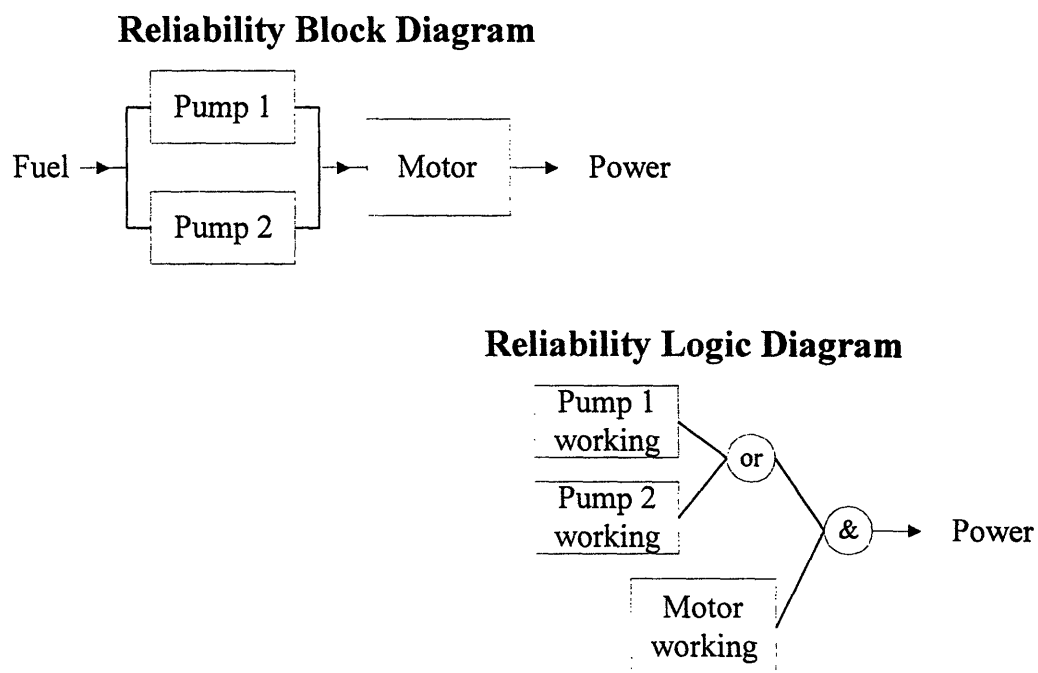 Reliability Block Diagram
Pump 1
Fuel
Motor
Power
Pump 2
Reliability Logic Diagram
Pump 1
working
or
Pump 2
working
&
Power
Motor
working